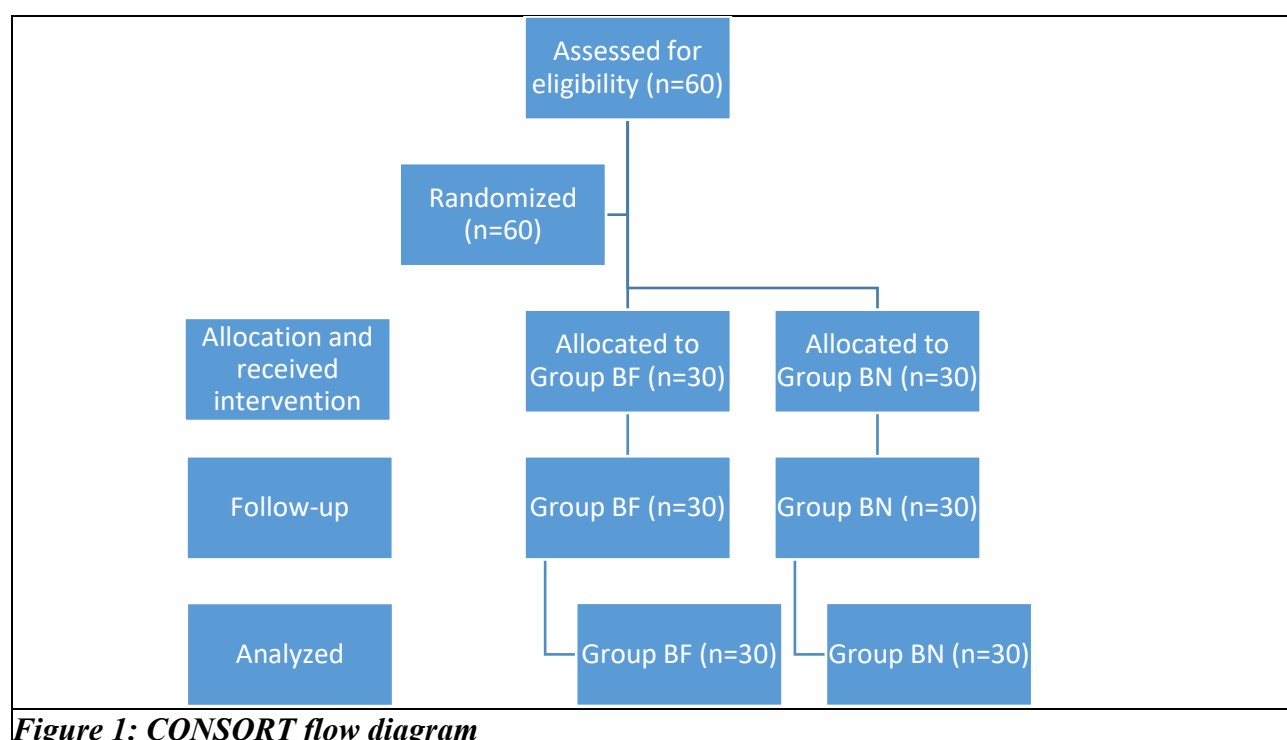 Assessed for
eligibility (n=60)
Randomized
(n=60)
Allocation and
received
intervention
Allocated to
Group BF (n=30)
Allocated to
Group BN (n=30)
Follow-up
Group BF (n=30)
Group BN (n=30)
Analyzed
Group BF (n=30)
Group BN (n=30)
Figure 1: CONSORT flow diagram